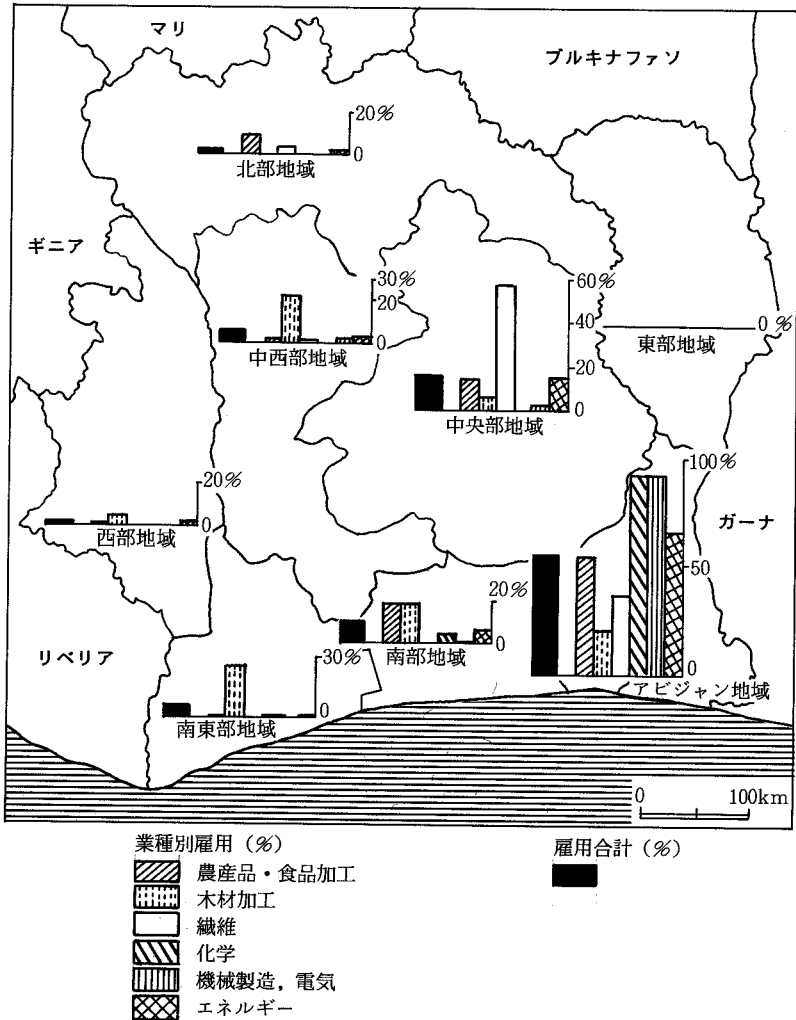 マリ
ブルキナファソ
20%
0
北部地域
ギニア
30%
20
0
中西部地域
60%
40
20
0
中央部地域
0 %
東部地域
20%
0
西部地域
100%
50
0
アビジャン地域
ガーナ
20%
0
南部地域
リベリア
30%
0
南東部地域
0 100km
業種別雇用 (%)
農産品・食品加工
木材加工
繊維
化学
機械製造，電気
エネルギー
雇用合計 (%)